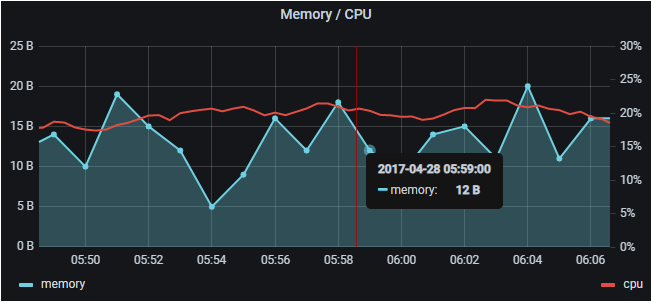 Memory / CPU
25 B
20 B
15 B
10 B
5 B
0 B
30%
25%
20%
15%
10%
5%
0%
2017-04-28 05:59:00
memory: 12 B
05:50 05:52 05:54 05:56 05:58 06:00 06:02 06:04 06:06
memory cpu